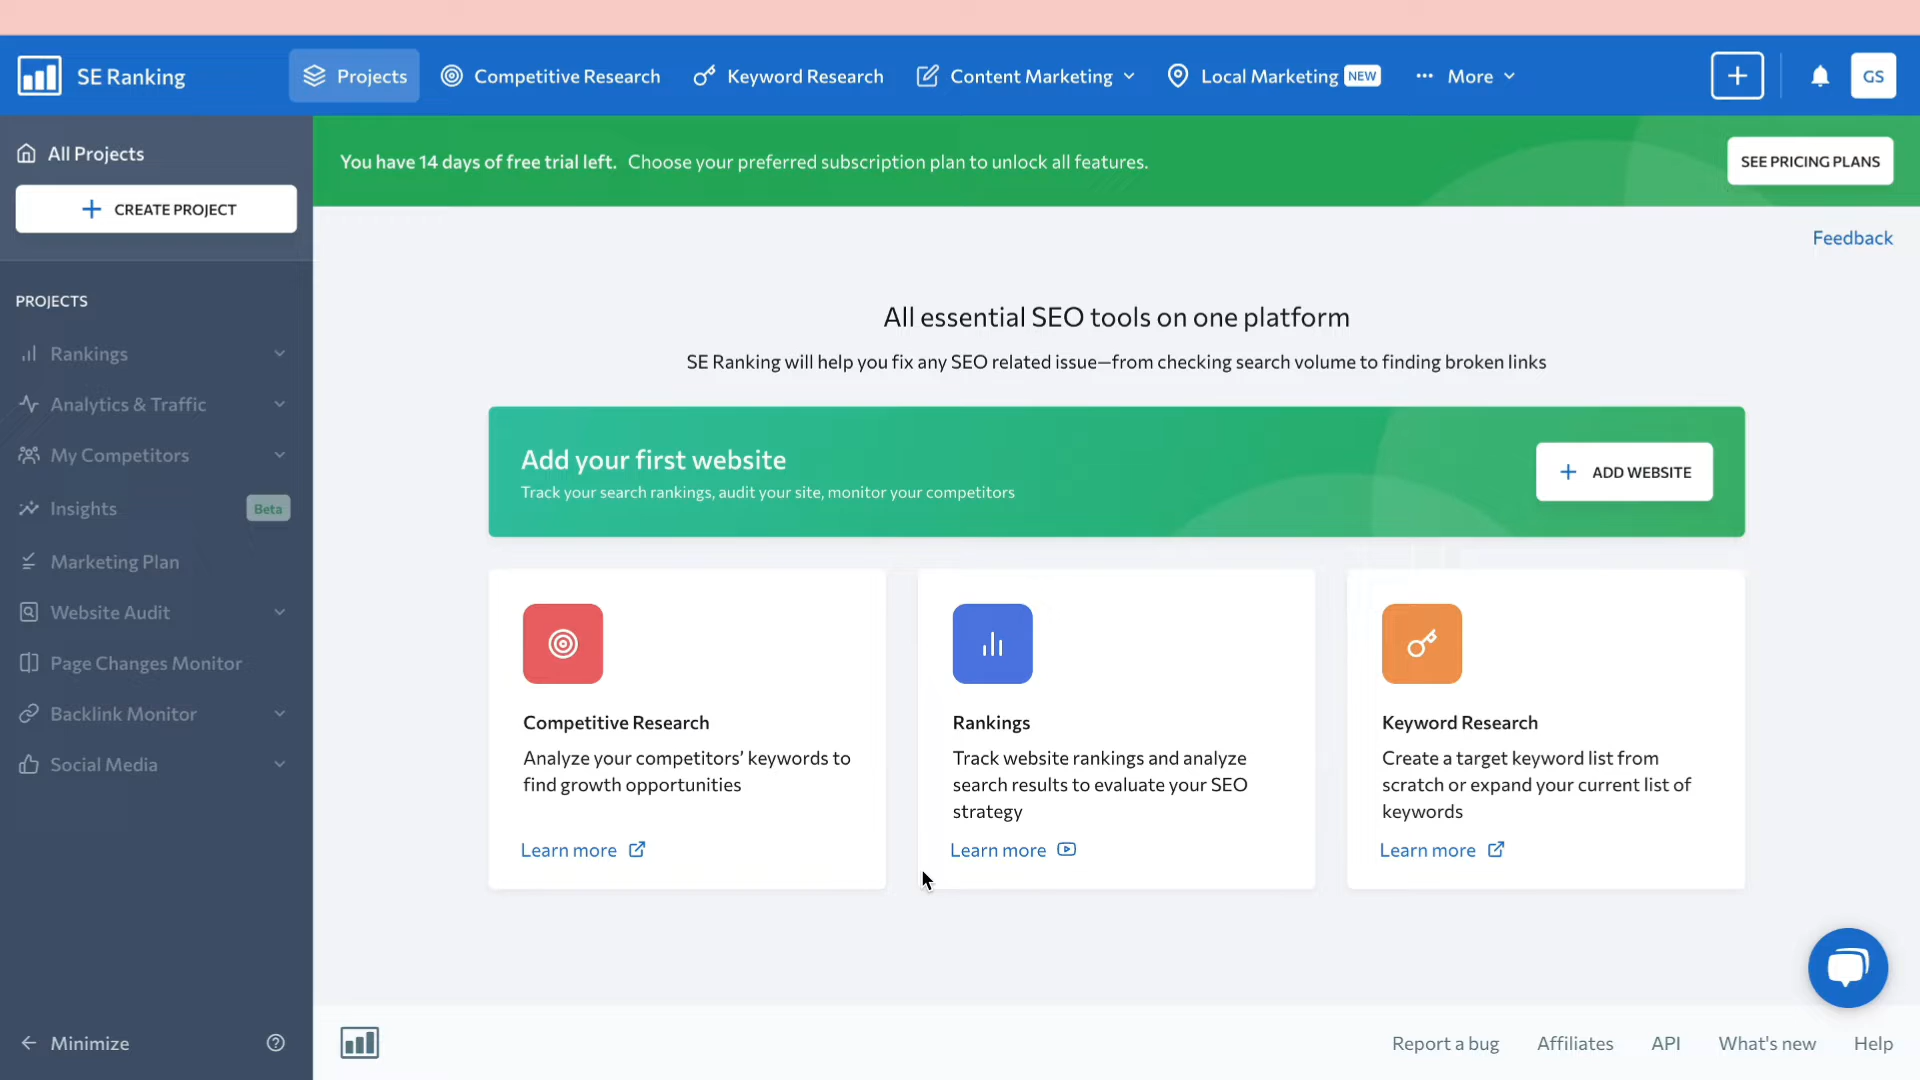 SE Ranking
Projects
Competitive Research
Keyword Research
Content Marketing
Local Marketing NEW
More
GS
All Projects
CREATE PROJECT
You have 14 days of free trial left. Choose your preferred subscription plan to unlock all features.
SEE PRICING PLANS
Feedback
PROJECTS
Rankings
Analytics & Traffic
My Competitors
Insights Beta
Marketing Plan
Website Audit
Page Changes Monitor
Backlink Monitor
Social Media
Minimize
All essential SEO tools on one platform
SE Ranking will help you fix any SEO related issue—from checking search volume to finding broken links
Add your first website
Track your search rankings, audit your site, monitor your competitors
ADD WEBSITE
Competitive Research
Analyze your competitors’ keywords to
find growth opportunities
Learn more
Rankings
Track website rankings and analyze
search results to evaluate your SEO
strategy
Learn more
Keyword Research
Create a target keyword list from
scratch or expand your current list of
keywords
Learn more
Report a bug
Affiliates
API
What's new
Help